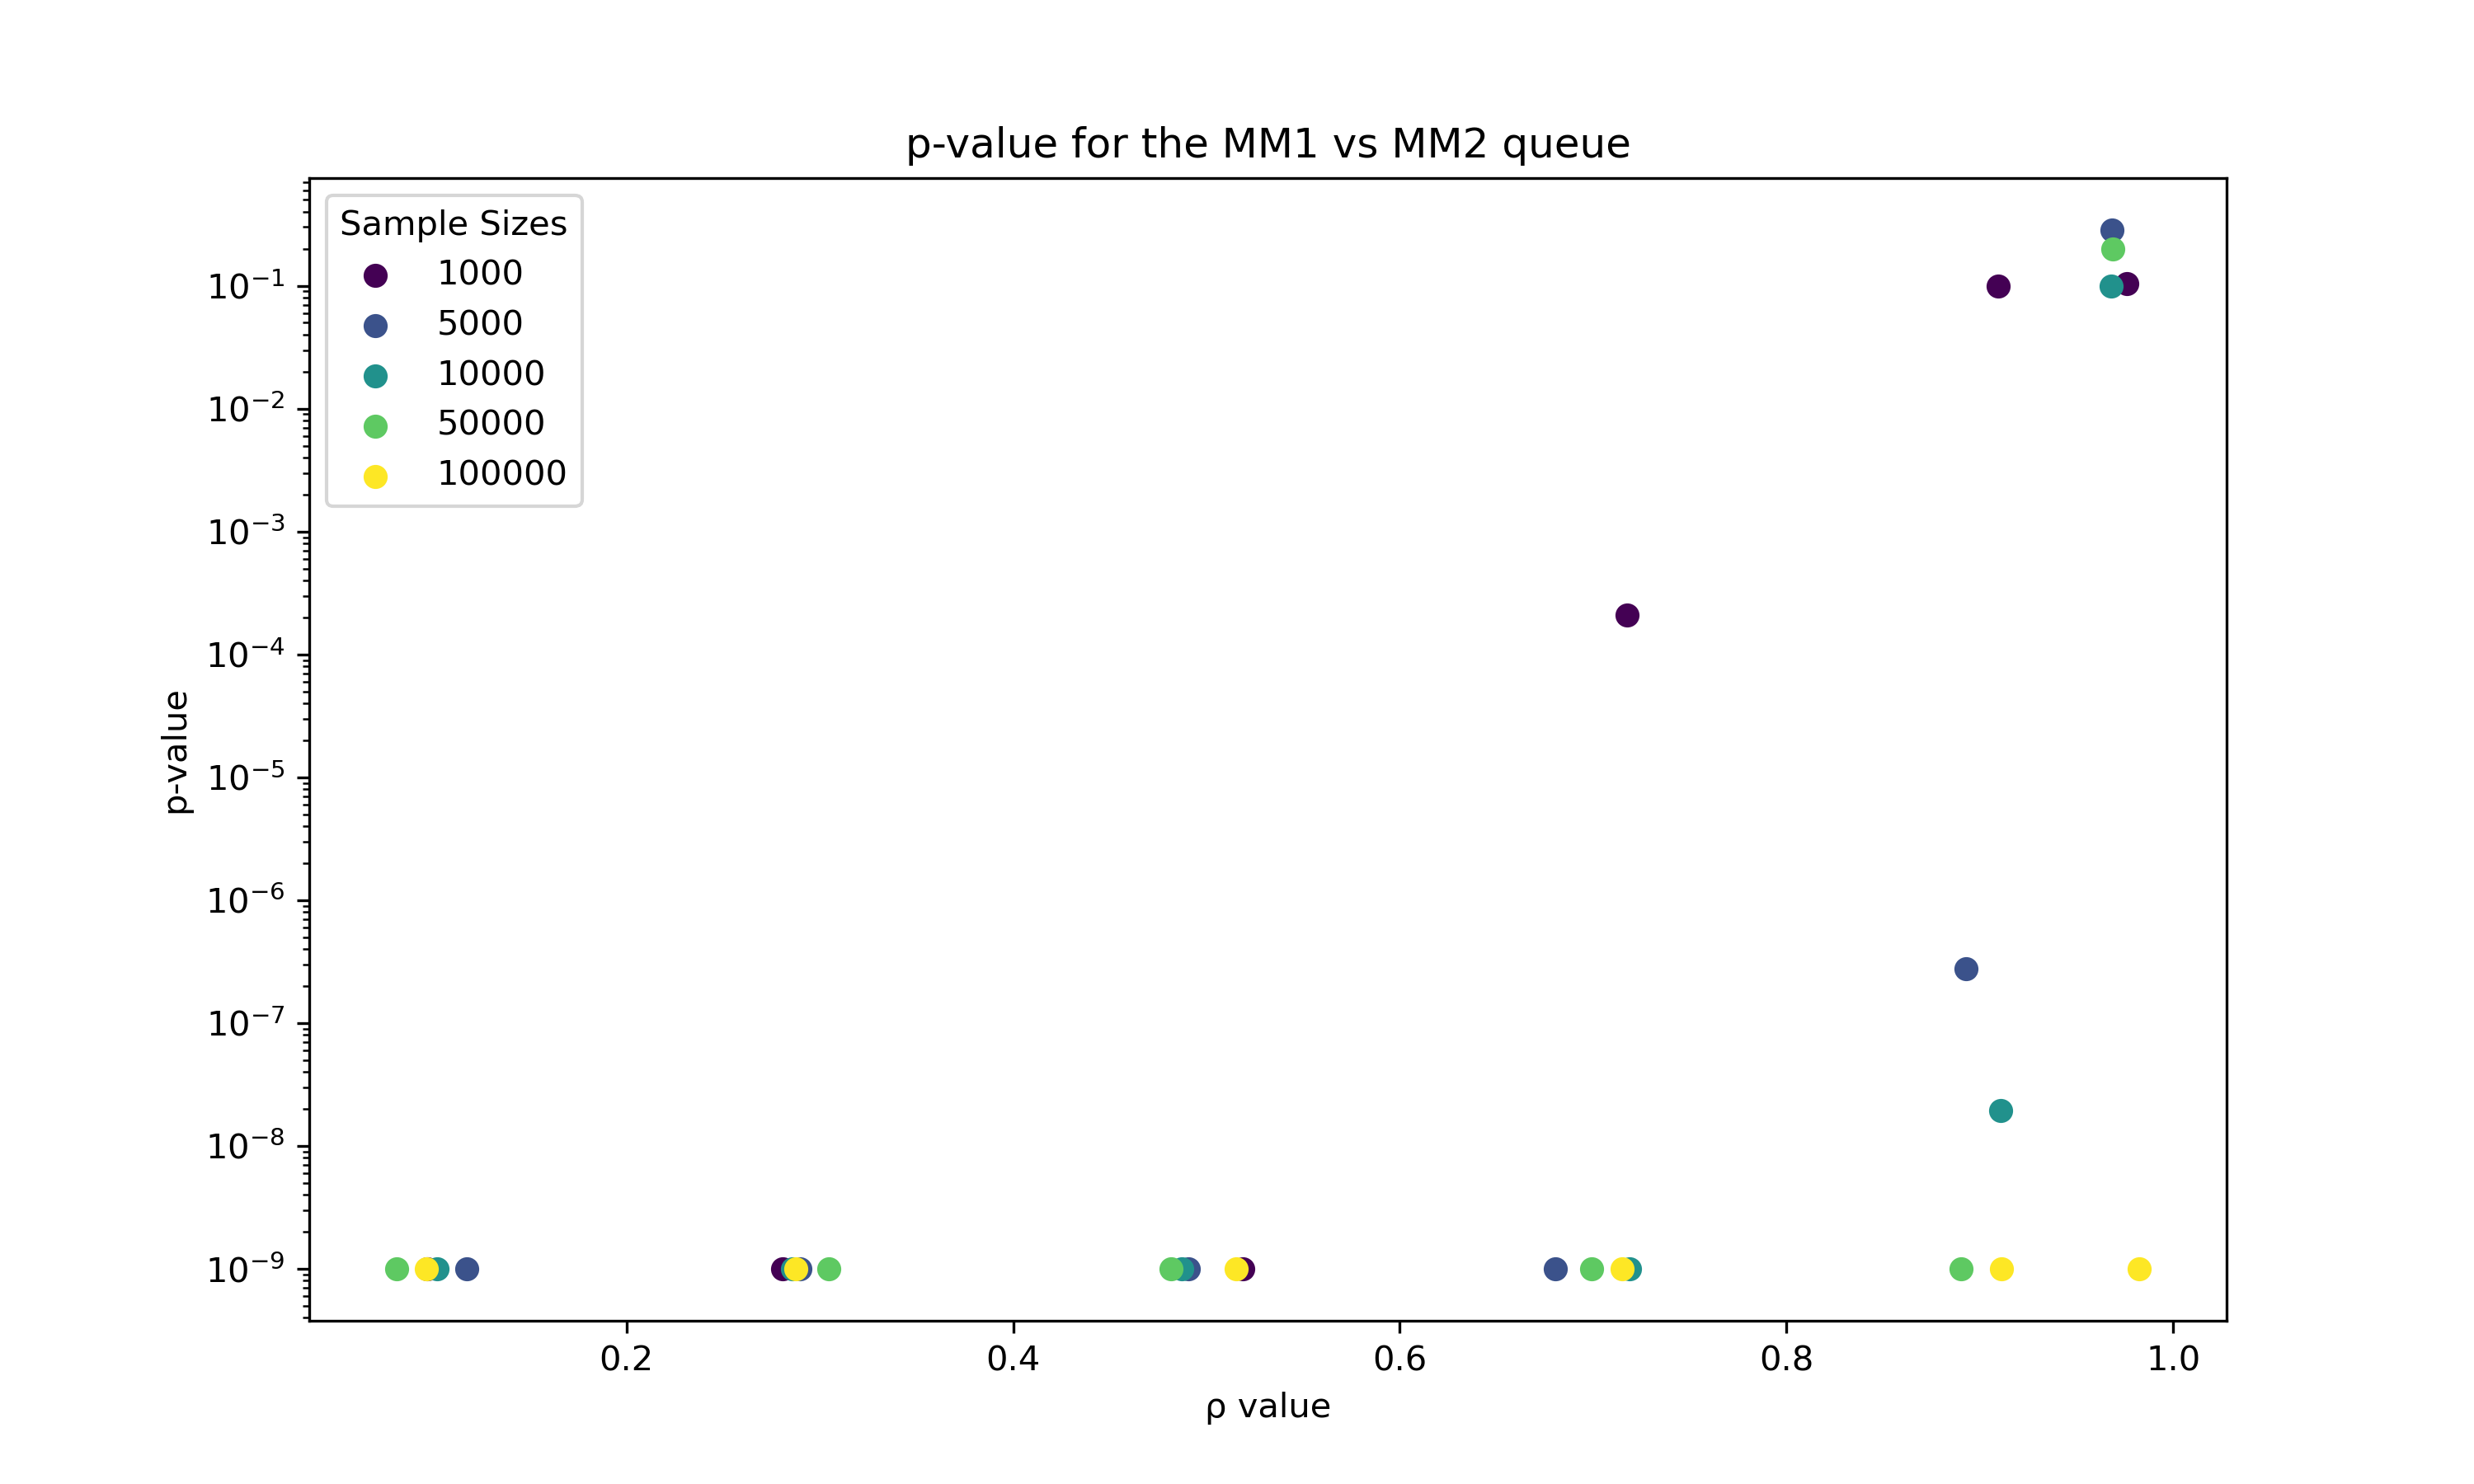 p-value for the MM1 vs MM2 queue
Sample Sizes
1000
5000
10000
50000
100000
10⁻¹
10⁻²
10⁻³
10⁻⁴
10⁻⁵
10⁻⁶
10⁻⁷
10⁻⁸
10⁻⁹
p-value
0.2 0.4 0.6 0.8 1.0
ρ value